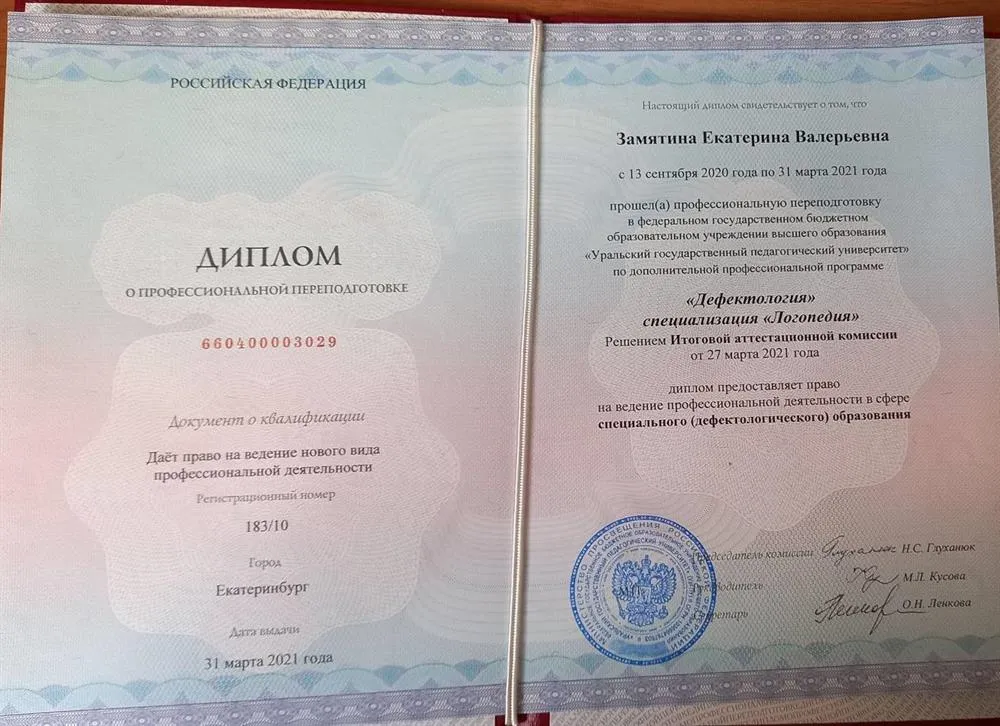 РОССИЙСКАЯ ФЕДЕРАЦИЯ
ДИПЛОМ
О ПРОФЕССИОНАЛЬНОЙ ПЕРЕПОДГОТОВКЕ
660400003029
Документ о квалификации
Даёт право на ведение нового вида
профессиональной деятельности
Регистрационный номер
183/10
Город
Екатеринбург
Дата выдачи
31 марта 2021 года
Настоящий диплом свидетельствует о том, что
Замятина Екатерина Валерьевна
с 13 сентября 2020 года по 31 марта 2021 года
прошел(а) профессиональную переподготовку
в федеральном государственном бюджетном
образовательном учреждении высшего образования
«Уральский государственный педагогический университет»
по дополнительной профессиональной программе
«Дефектология»
специализация «Логопедия»
Решением Итоговой аттестационной комиссии
от 27 марта 2021 года
диплом предоставляет право
на ведение профессиональной деятельности в сфере
специального (дефектологического) образования
Председатель комиссии Н.С. Глуханюк
Руководитель М.Л. Кусова
Секретарь О.Н. Ленкова